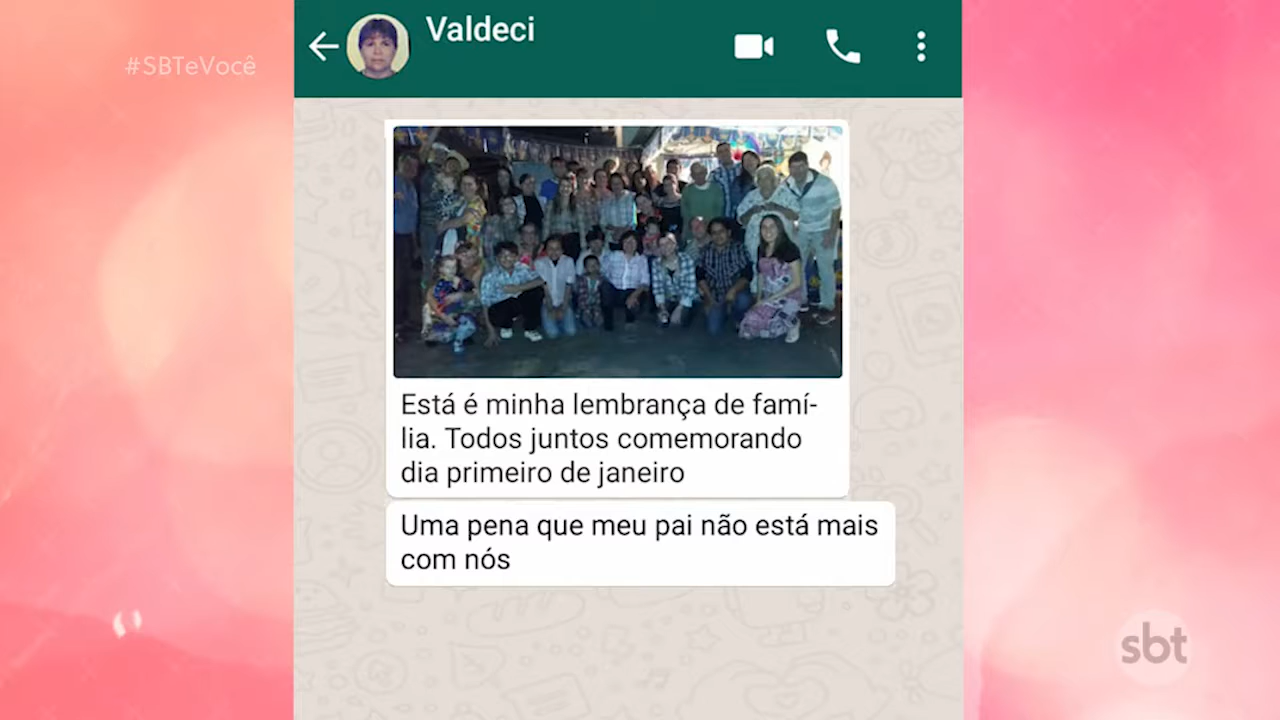 #SBTeVocê
Valdeci
Está é minha lembrança de famí-
lia. Todos juntos comemorando
dia primeiro de janeiro
Uma pena que meu pai não está mais
com nós
sbt